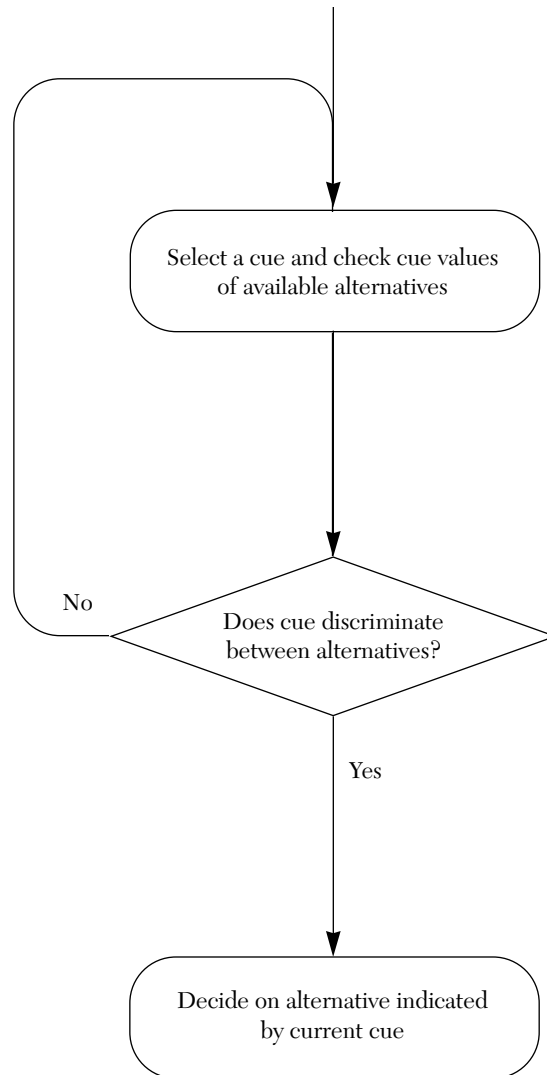 Select a cue and check cue values
of available alternatives
Does cue discriminate
between alternatives?
No
Yes
Decide on alternative indicated
by current cue